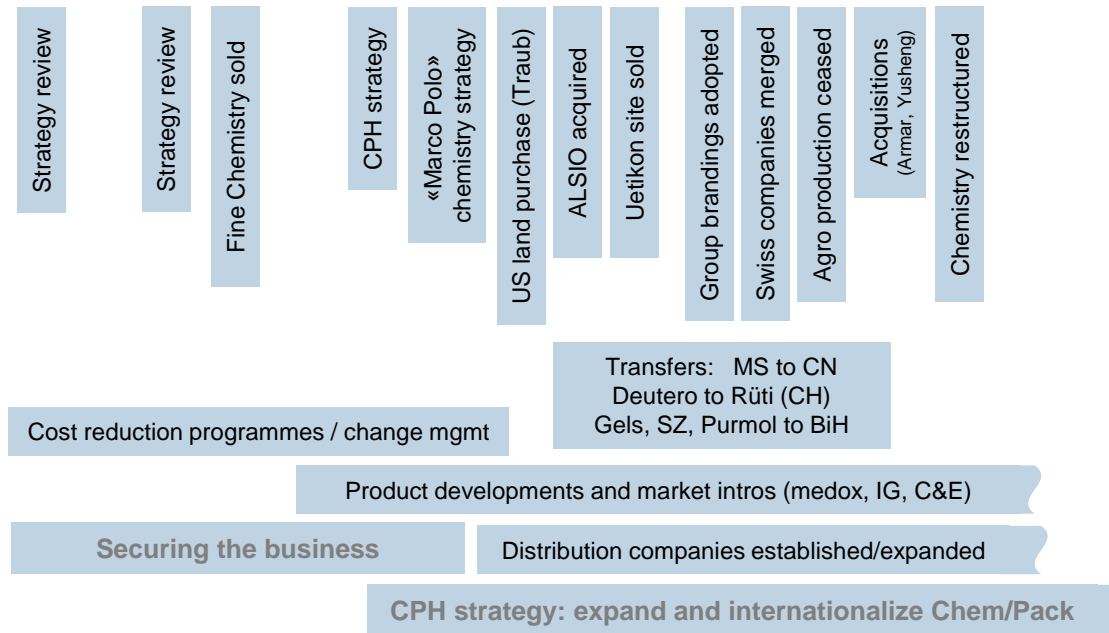 Strategy review
Strategy review
Fine Chemistry sold
CPH strategy
«Marco Polo»
chemistry strategy
US land purchase (Traub)
ALSIO acquired
Uetikon site sold
Group brandings adopted
Swiss companies merged
Agro production ceased
Acquisitions
(Armar, Yusheng)
Chemistry restructured
Transfers: MS to CN
Deutero to Rüti (CH)
Gels, SZ, Purmol to BiH
Cost reduction programmes / change mgmt
Product developments and market intros (medox, IG, C&E)
Securing the business
Distribution companies established/expanded
CPH strategy: expand and internationalize Chem/Pack